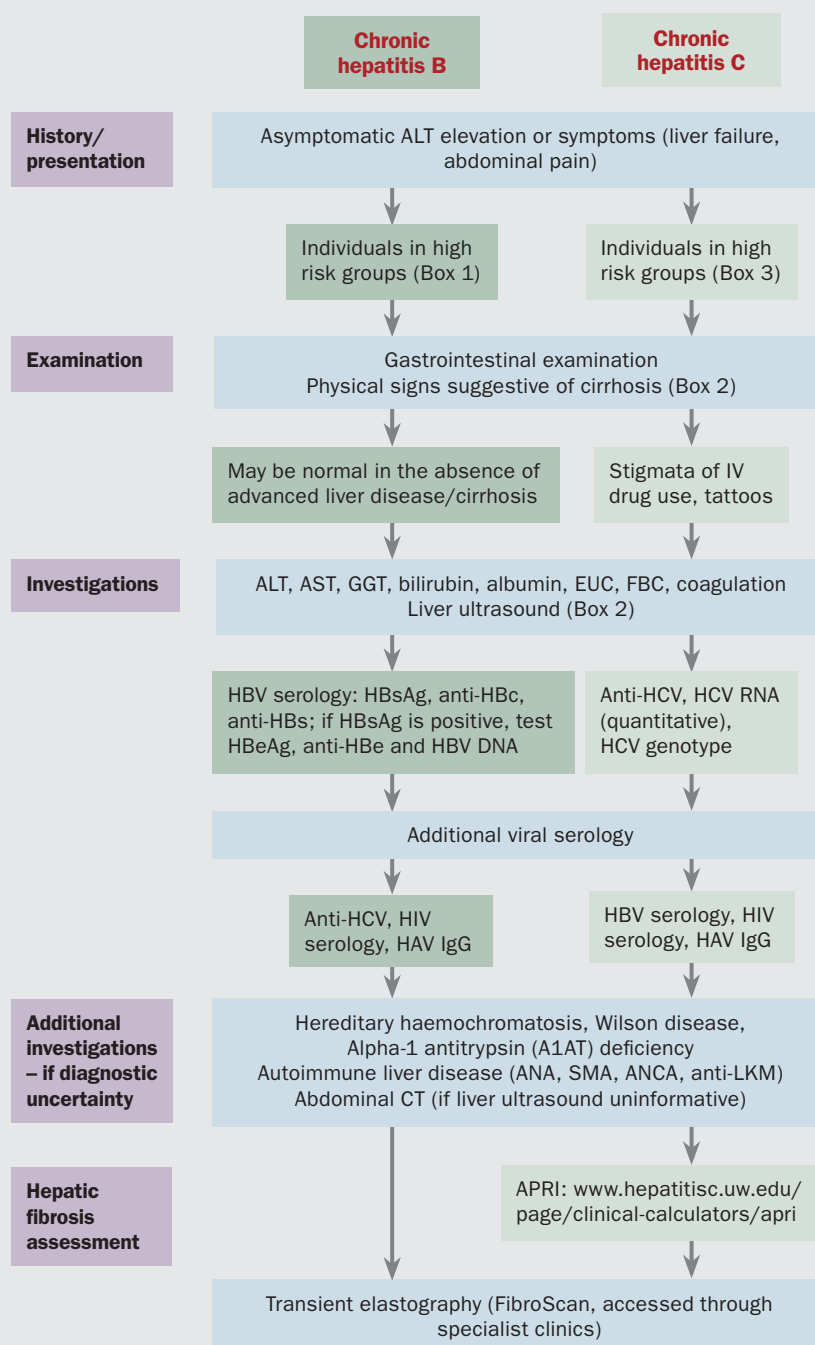 Chronic
hepatitis B
Chronic
hepatitis C
History/
presentation
Asymptomatic ALT elevation or symptoms (liver failure,
abdominal pain)
Individuals in high
risk groups (Box 1)
Individuals in high
risk groups (Box 3)
Examination
Gastrointestinal examination
Physical signs suggestive of cirrhosis (Box 2)
May be normal in the absence of
advanced liver disease/cirrhosis
Stigmata of IV
drug use, tattoos
Investigations
ALT, AST, GGT, bilirubin, albumin, EUC, FBC, coagulation
Liver ultrasound (Box 2)
HBV serology: HBsAg, anti-HBc,
anti-HBs; if HBsAg is positive, test
HBeAg, anti-HBe and HBV DNA
Anti-HCV, HCV RNA
(quantitative),
HCV genotype
Additional viral serology
Anti-HCV, HIV
serology, HAV IgG
HBV serology, HIV
serology, HAV IgG
Additional
investigations
– if diagnostic
uncertainty
Hereditary haemochromatosis, Wilson disease,
Alpha-1 antitrypsin (A1AT) deficiency
Autoimmune liver disease (ANA, SMA, ANCA, anti-LKM)
Abdominal CT (if liver ultrasound uninformative)
Hepatic
fibrosis
assessment
APRI: www.hepatitisc.uw.edu/
page/clinical-calculators/apri
Transient elastography (FibroScan, accessed through
specialist clinics)